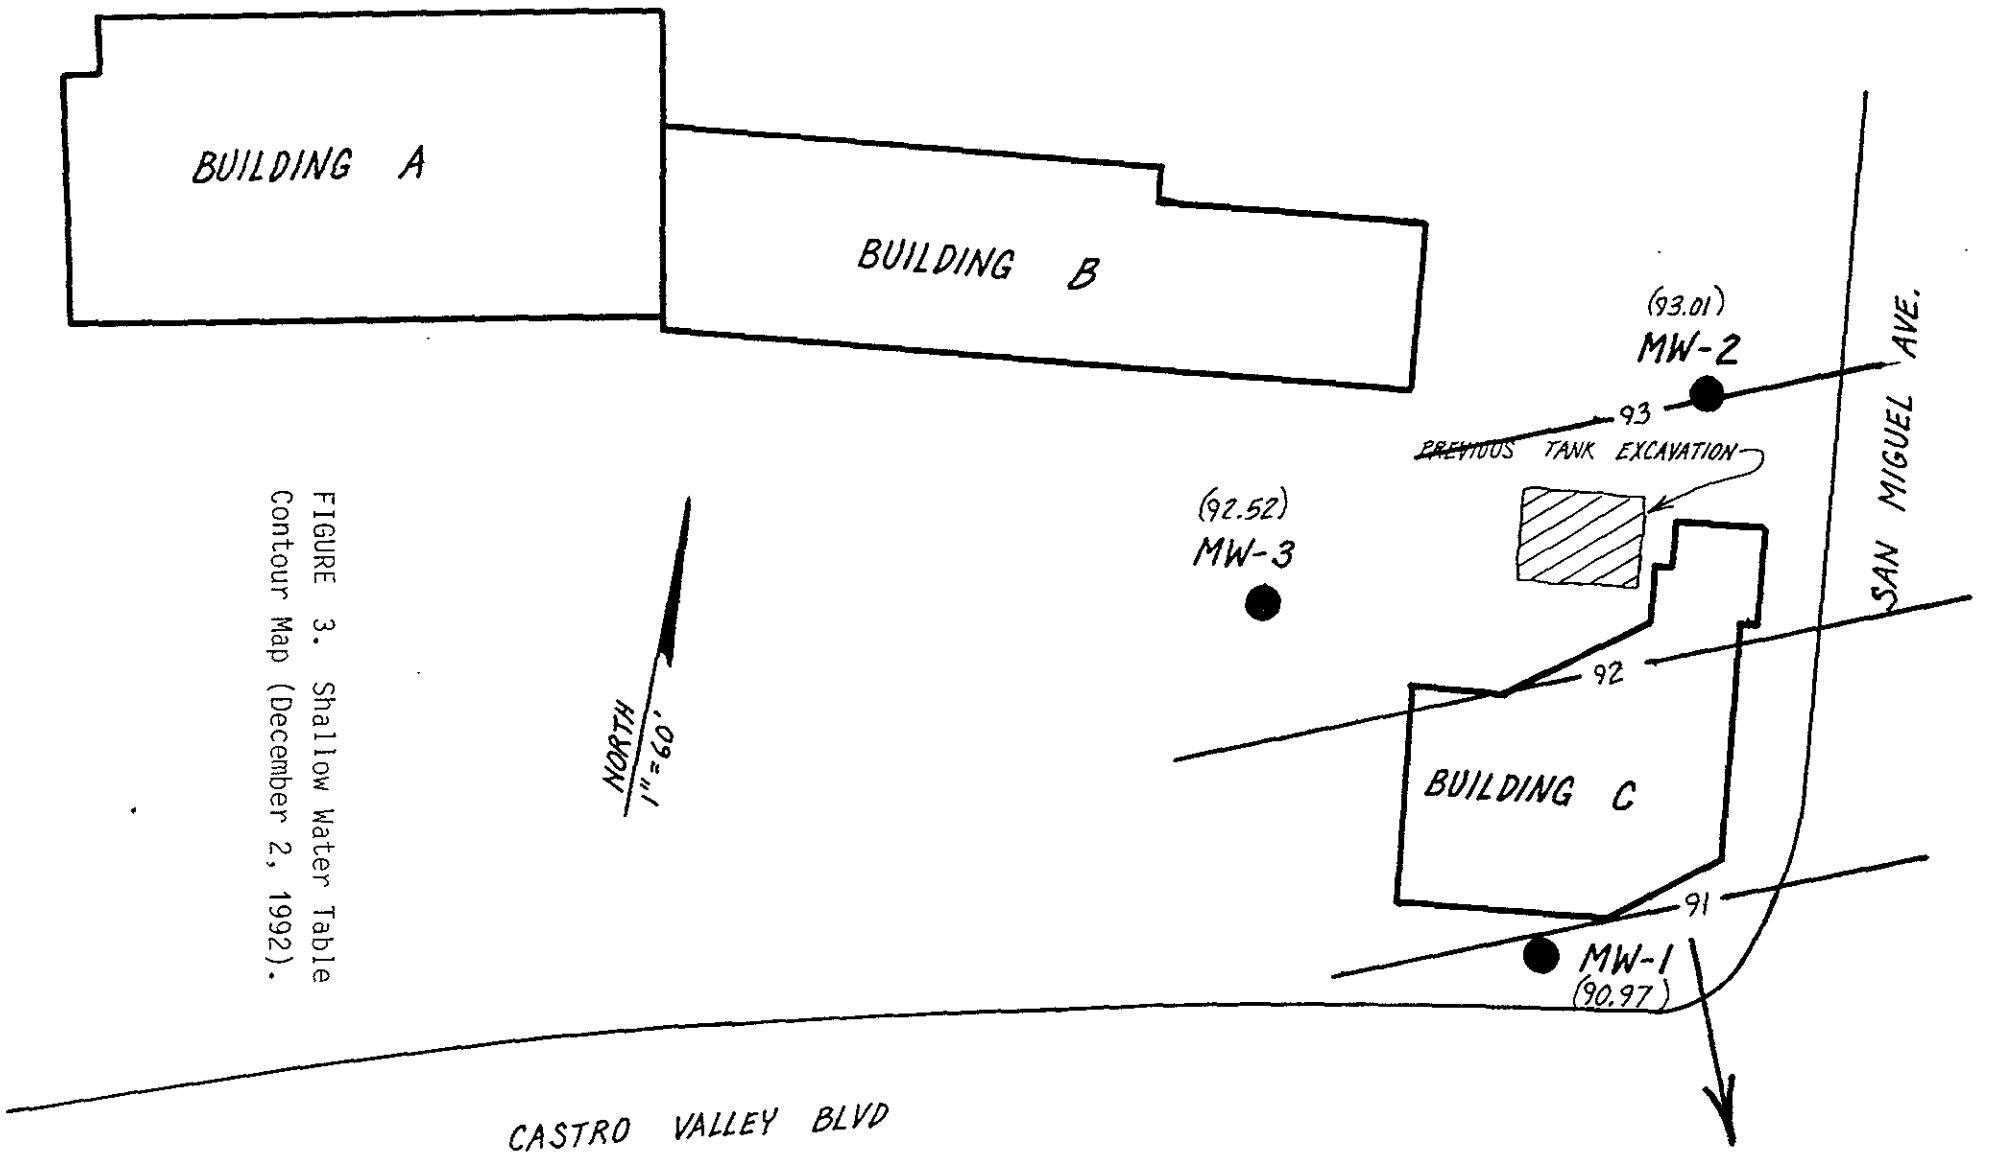 BUILDING A
BUILDING B
(93.01)
MW-2
93
PREVIOUS TANK EXCAVATION
SAN MIGUEL AVE.
(92.52)
MW-3
92
NORTH
1"=60'
BUILDING C
91
MW-1
(90.97)
FIGURE 3. Shallow Water Table
Contour Map (December 2, 1992).
CASTRO VALLEY BLVD